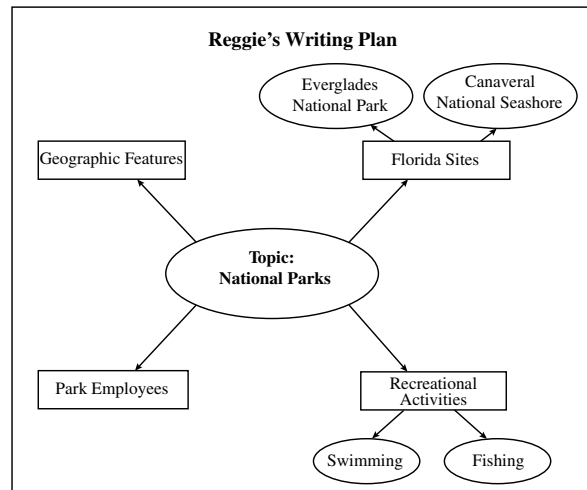 Reggie's Writing Plan
Everglades
National Park
Canaveral
National Seashore
Geographic Features
Florida Sites
Topic:
National Parks
Park Employees
Recreational
Activities
Swimming
Fishing